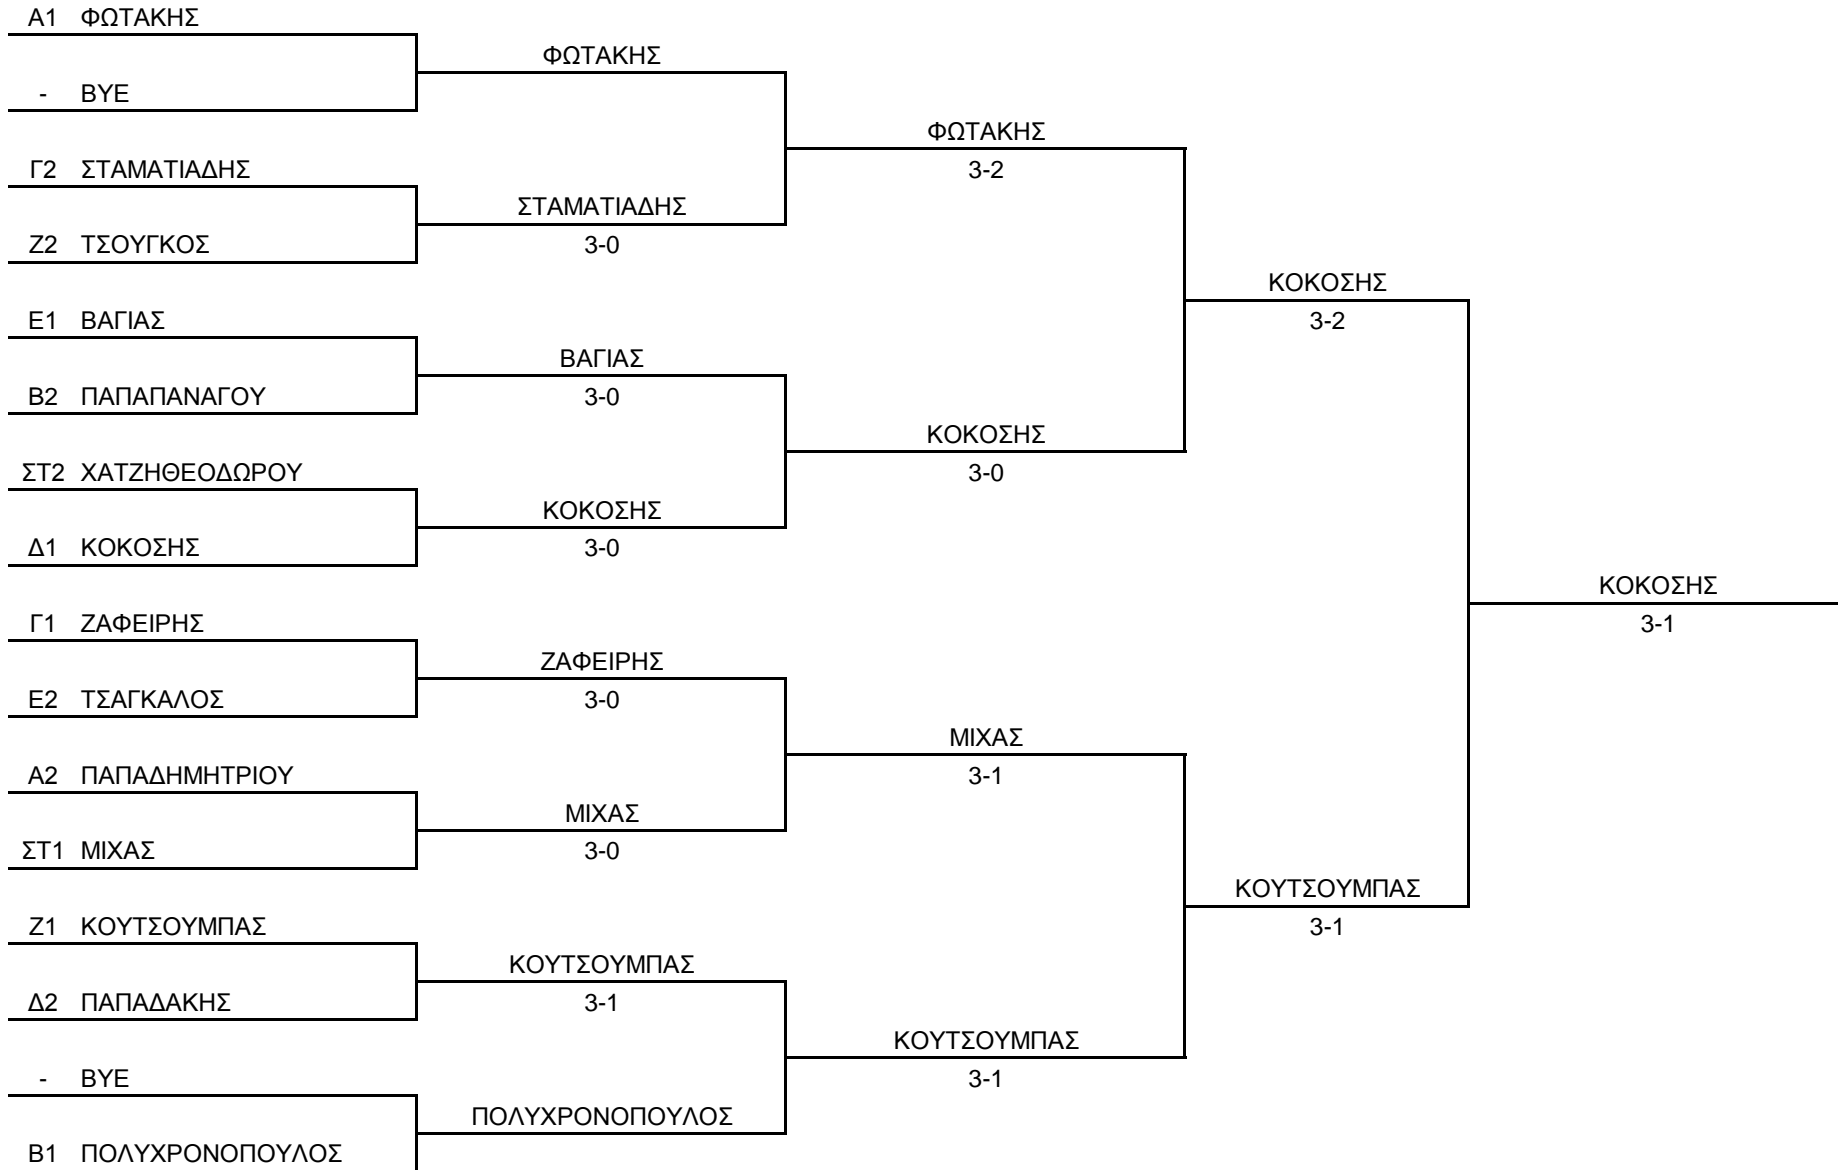 Α1 ΦΩΤΑΚΗΣ
ΦΩΤΑΚΗΣ
- BYE
ΦΩΤΑΚΗΣ
Γ2 ΣΤΑΜΑΤΙΑΔΗΣ
3-2
ΣΤΑΜΑΤΙΑΔΗΣ
Ζ2 ΤΣΟΥΓΚΟΣ
3-0
ΚΟΚΟΣΗΣ
Ε1 ΒΑΓΙΑΣ
3-2
ΒΑΓΙΑΣ
Β2 ΠΑΠΑΠΑΝΑΓΟΥ
3-0
ΚΟΚΟΣΗΣ
ΣΤ2 ΧΑΤΖΗΘΕΟΔΩΡΟΥ
3-0
ΚΟΚΟΣΗΣ
Δ1 ΚΟΚΟΣΗΣ
3-0
ΚΟΚΟΣΗΣ
Γ1 ΖΑΦΕΙΡΗΣ
3-1
ΖΑΦΕΙΡΗΣ
Ε2 ΤΣΑΓΚΑΛΟΣ
3-0
ΜΙΧΑΣ
Α2 ΠΑΠΑΔΗΜΗΤΡΙΟΥ
3-1
ΜΙΧΑΣ
ΣΤ1 ΜΙΧΑΣ
3-0
ΚΟΥΤΣΟΥΜΠΑΣ
Ζ1 ΚΟΥΤΣΟΥΜΠΑΣ
3-1
ΚΟΥΤΣΟΥΜΠΑΣ
Δ2 ΠΑΠΑΔΑΚΗΣ
3-1
ΚΟΥΤΣΟΥΜΠΑΣ
- BYE
3-1
ΠΟΛΥΧΡΟΝΟΠΟΥΛΟΣ
Β1 ΠΟΛΥΧΡΟΝΟΠΟΥΛΟΣ